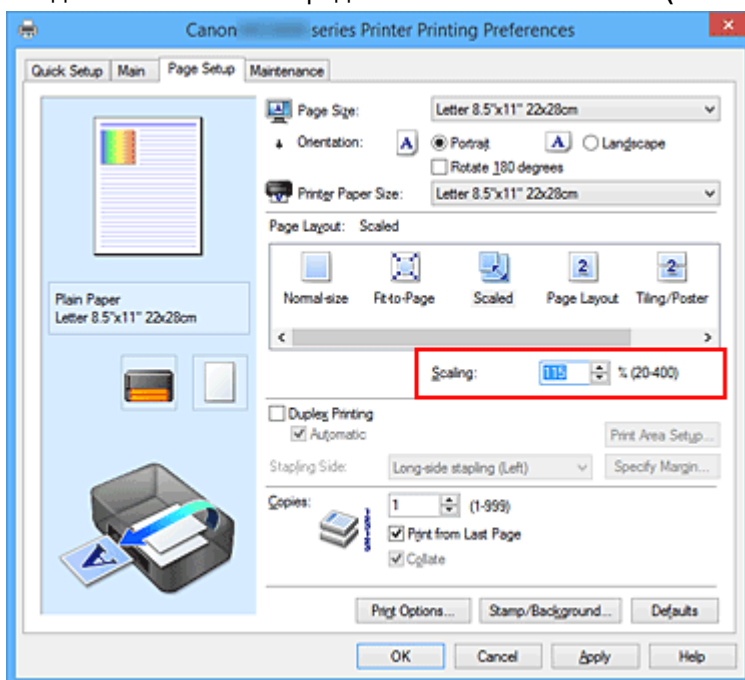 Canon series Printer Printing Preferences
Quick Setup Main Page Setup Maintenance
Page Size: Letter 8.5"x11" 22x28cm
Orientation: A Portrait A Landscape
Rotate 180 degrees
Printer Paper Size: Letter 8.5"x11" 22x28cm
Page Layout: Scaled
2 2
Normal-size Fit-to-Page Scaled Page Layout Tiling/Poster
Plain Paper
Letter 8.5"x11" 22x28cm
Scaling: 115 % (20-400)
Duplex Printing
Automatic Print Area Setup...
Stapling Side: Long-side stapling (Left) Specify Margin...
Copies: 1 (1-999)
Print from Last Page
Collate
A
Print Options... Stamp/Background... Defaults
OK Cancel Apply Help